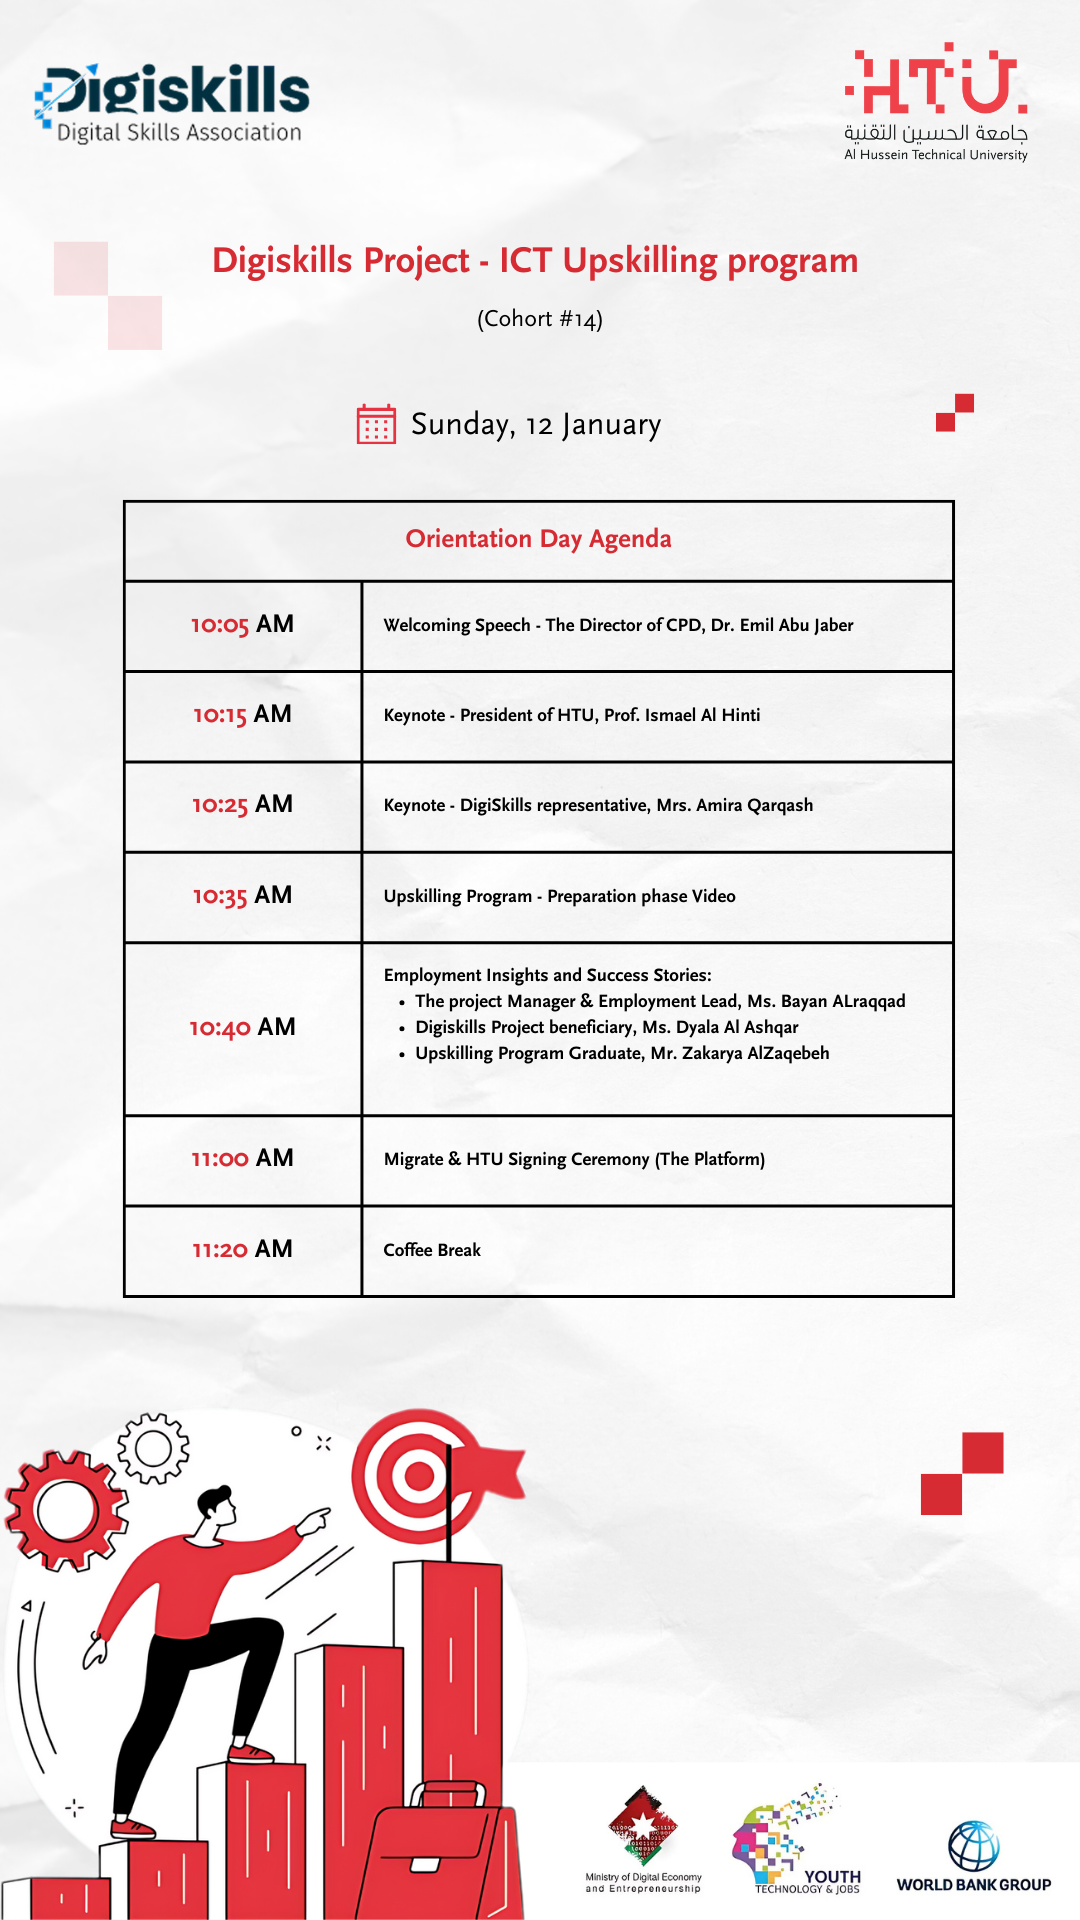 Digiskills
Digital Skills Association
HTU
جامعة الحسين التقنية
Al Hussein Technical University
Digiskills Project - ICT Upskilling program
(Cohort #14)
Sunday, 12 January
Orientation Day Agenda
10:05 AM
Welcoming Speech - The Director of CPD, Dr. Emil Abu Jaber
10:15 AM
Keynote - President of HTU, Prof. Ismael Al Hinti
10:25 AM
Keynote - DigiSkills representative, Mrs. Amira Qarqash
10:35 AM
Upskilling Program - Preparation phase Video
10:40 AM
Employment Insights and Success Stories:
• The project Manager & Employment Lead, Ms. Bayan ALraqqad
• Digiskills Project beneficiary, Ms. Dyala Al Ashqar
• Upskilling Program Graduate, Mr. Zakarya AlZaqebeh
11:00 AM
Migrate & HTU Signing Ceremony (The Platform)
11:20 AM
Coffee Break
Ministry of Digital Economy
and Entrepreneurship
YOUTH
TECHNOLOGY & JOBS
WORLD BANK GROUP